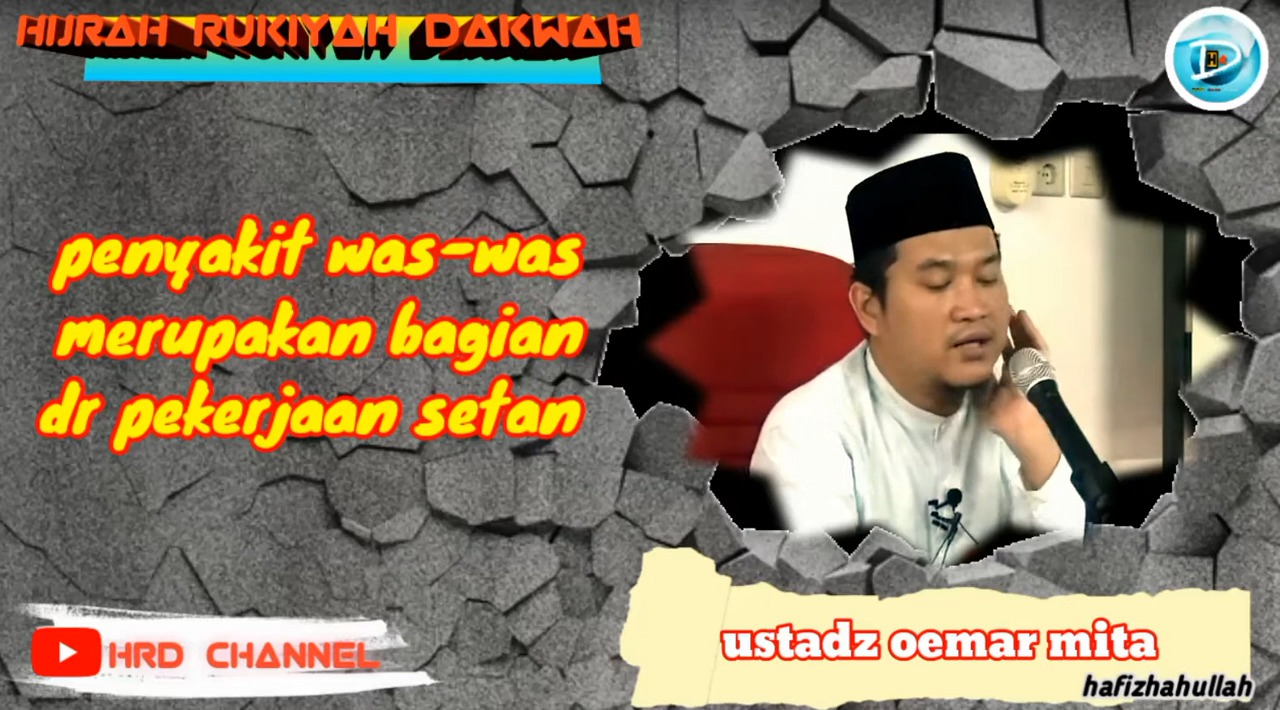 HIJRAH RUKIYAH DAKWAH
penyakit was-was
merupakan bagian
dr pekerjaan setan
HRD CHANNEL
ustadz oemar mita
hafizhahullah